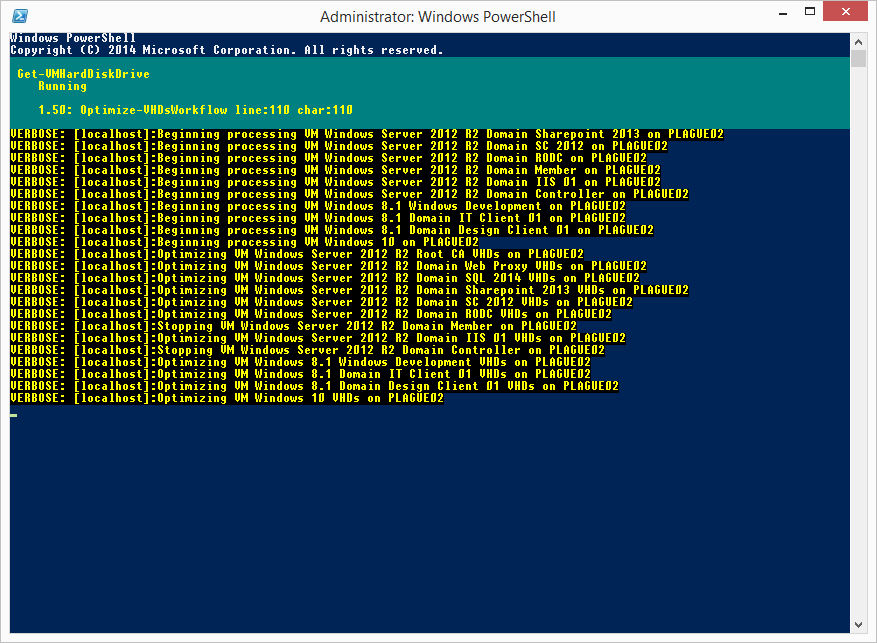 Administrator: Windows PowerShell
Windows PowerShell
Copyright (C) 2014 Microsoft Corporation. All rights reserved.
Get-VMHardDiskDrive
Running
1.50: Optimize-VHDsWorkflow line:110 char:110
VERBOSE: [localhost]:Beginning processing VM Windows Server 2012 R2 Domain Sharepoint 2013 on PLAGUE02
VERBOSE: [localhost]:Beginning processing VM Windows Server 2012 R2 Domain SC 2012 on PLAGUE02
VERBOSE: [localhost]:Beginning processing VM Windows Server 2012 R2 Domain RODC on PLAGUE02
VERBOSE: [localhost]:Beginning processing VM Windows Server 2012 R2 Domain Member on PLAGUE02
VERBOSE: [localhost]:Beginning processing VM Windows Server 2012 R2 Domain IIS 01 on PLAGUE02
VERBOSE: [localhost]:Beginning processing VM Windows Server 2012 R2 Domain Controller on PLAGUE02
VERBOSE: [localhost]:Beginning processing VM Windows 8.1 Windows Development on PLAGUE02
VERBOSE: [localhost]:Beginning processing VM Windows 8.1 Domain IT Client 01 on PLAGUE02
VERBOSE: [localhost]:Beginning processing VM Windows 8.1 Domain Design Client 01 on PLAGUE02
VERBOSE: [localhost]:Beginning processing VM Windows 10 on PLAGUE02
VERBOSE: [localhost]:Optimizing VM Windows Server 2012 R2 Root CA VHDs on PLAGUE02
VERBOSE: [localhost]:Optimizing VM Windows Server 2012 R2 Domain Web Proxy VHDs on PLAGUE02
VERBOSE: [localhost]:Optimizing VM Windows Server 2012 R2 Domain SQL 2014 VHDs on PLAGUE02
VERBOSE: [localhost]:Optimizing VM Windows Server 2012 R2 Domain Sharepoint 2013 VHDs on PLAGUE02
VERBOSE: [localhost]:Optimizing VM Windows Server 2012 R2 Domain SC 2012 VHDs on PLAGUE02
VERBOSE: [localhost]:Optimizing VM Windows Server 2012 R2 Domain RODC VHDs on PLAGUE02
VERBOSE: [localhost]:Stopping VM Windows Server 2012 R2 Domain Member on PLAGUE02
VERBOSE: [localhost]:Optimizing VM Windows Server 2012 R2 Domain IIS 01 VHDs on PLAGUE02
VERBOSE: [localhost]:Stopping VM Windows Server 2012 R2 Domain Controller on PLAGUE02
VERBOSE: [localhost]:Optimizing VM Windows 8.1 Windows Development VHDs on PLAGUE02
VERBOSE: [localhost]:Optimizing VM Windows 8.1 Domain IT Client 01 VHDs on PLAGUE02
VERBOSE: [localhost]:Optimizing VM Windows 8.1 Domain Design Client 01 VHDs on PLAGUE02
VERBOSE: [localhost]:Optimizing VM Windows 10 VHDs on PLAGUE02